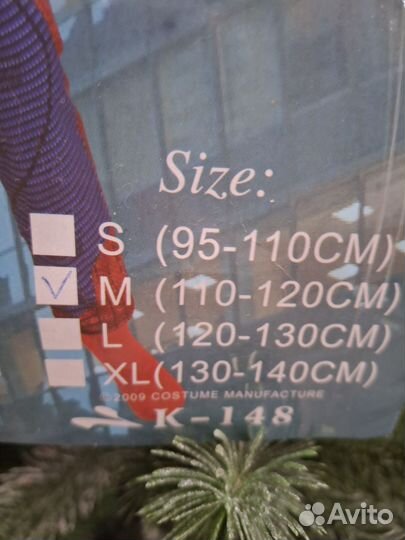 Size:
S (95-110CM)
M (110-120CM)
L (120-130CM)
XL(130-140CM)
©2009 COSTUME MANUFACTURE
K-148
Avito